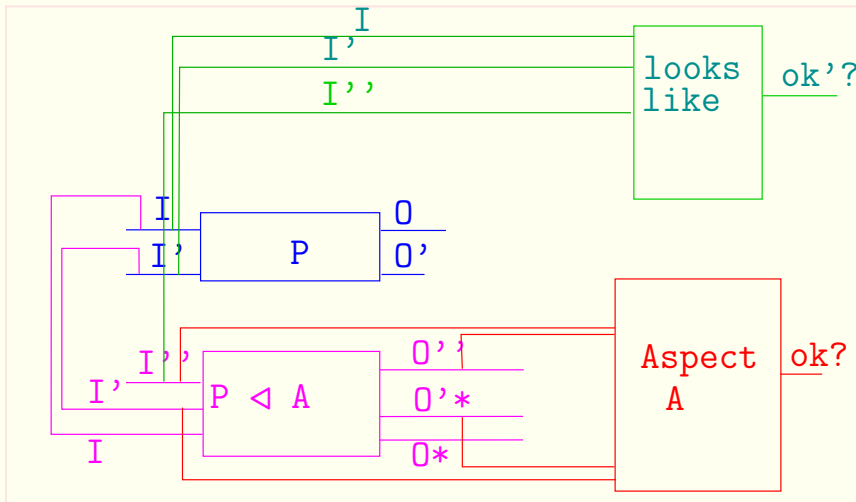 I
I'
I''
looks
like
ok'?
I
O
I'
P
O'
I''
O''
Aspect
A
ok?
I'
P ⊲ A
O'*
I
O*